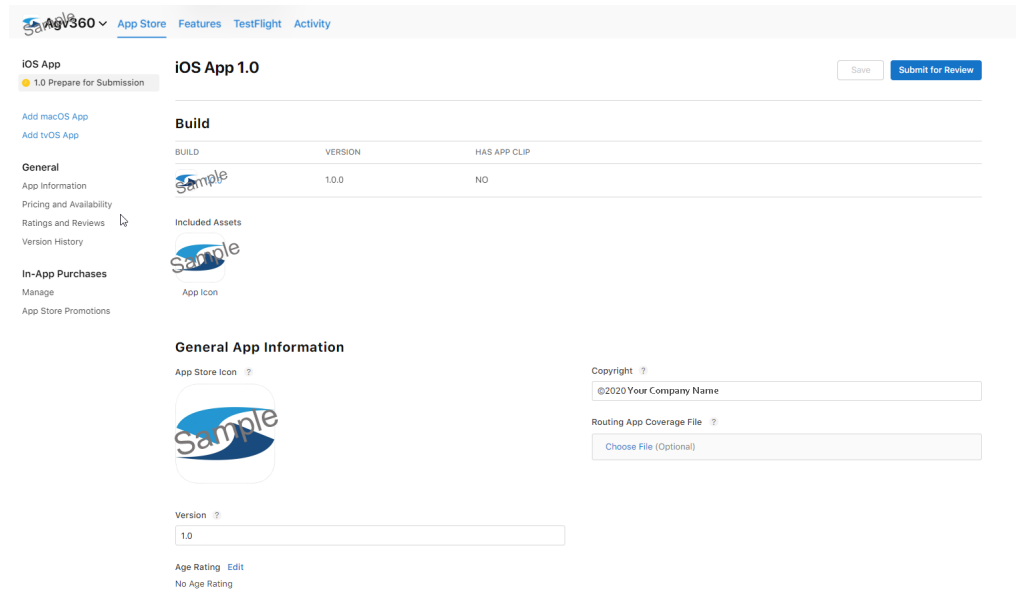 Agv360 App Store Features TestFlight Activity
Sample
iOS App
1.0 Prepare for Submission
Add macOS App
Add tvOS App
General
App Information
Pricing and Availability
Ratings and Reviews
Version History
In-App Purchases
Manage
App Store Promotions
iOS App 1.0
Save Submit for Review
Build
BUILD VERSION HAS APP CLIP
Sample 1.0.0 NO
Included Assets
Sample
App Icon
General App Information
App Store Icon ?
Sample
Version ?
1.0
Age Rating Edit
No Age Rating
Copyright ?
©2020 Your Company Name
Routing App Coverage File ?
Choose File (Optional)